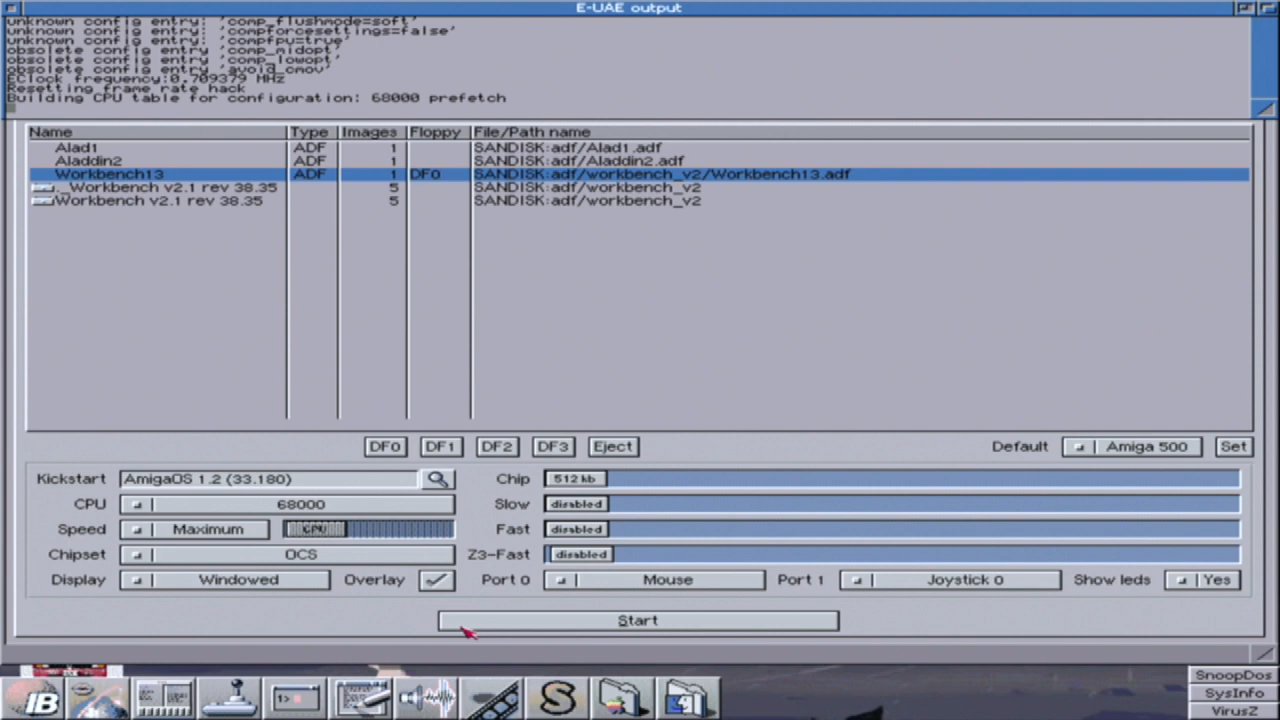 E-UAE output
unknown config entry: 'comp_flushmode=soft'
unknown config entry: 'compforcesettings=false'
unknown config entry: 'compfpu=true'
obsolete config entry 'comp_midopt'
obsolete config entry 'comp_lowopt'
obsolete config entry 'avoid_cmov'
EClock frequency:0.709379 MHz
Resetting frame rate hack
Building CPU table for configuration: 68000 prefetch
Name Type Images Floppy File/Path name
Alad1 ADF 1 SANDISK:adf/Alad1.adf
Aladdin2 ADF 1 SANDISK:adf/Aladdin2.adf
Workbench13 ADF 1 DF0 SANDISK:adf/workbench_v2/Workbench13.adf
._Workbench v2.1 rev 38.35 5 SANDISK:adf/workbench_v2
Workbench v2.1 rev 38.35 5 SANDISK:adf/workbench_v2
DF0 DF1 DF2 DF3 Eject Default Amiga 500 Set
Kickstart AmigaOS 1.2 (33.180) Chip 512 kb
CPU 68000 Slow disabled
Speed Maximum CPU Fast disabled
Chipset OCS Z3-Fast disabled
Display Windowed Overlay Port 0 Mouse Port 1 Joystick 0 Show leds Yes
Start
IB 1> S
SnoopDos
SysInfo
VirusZ